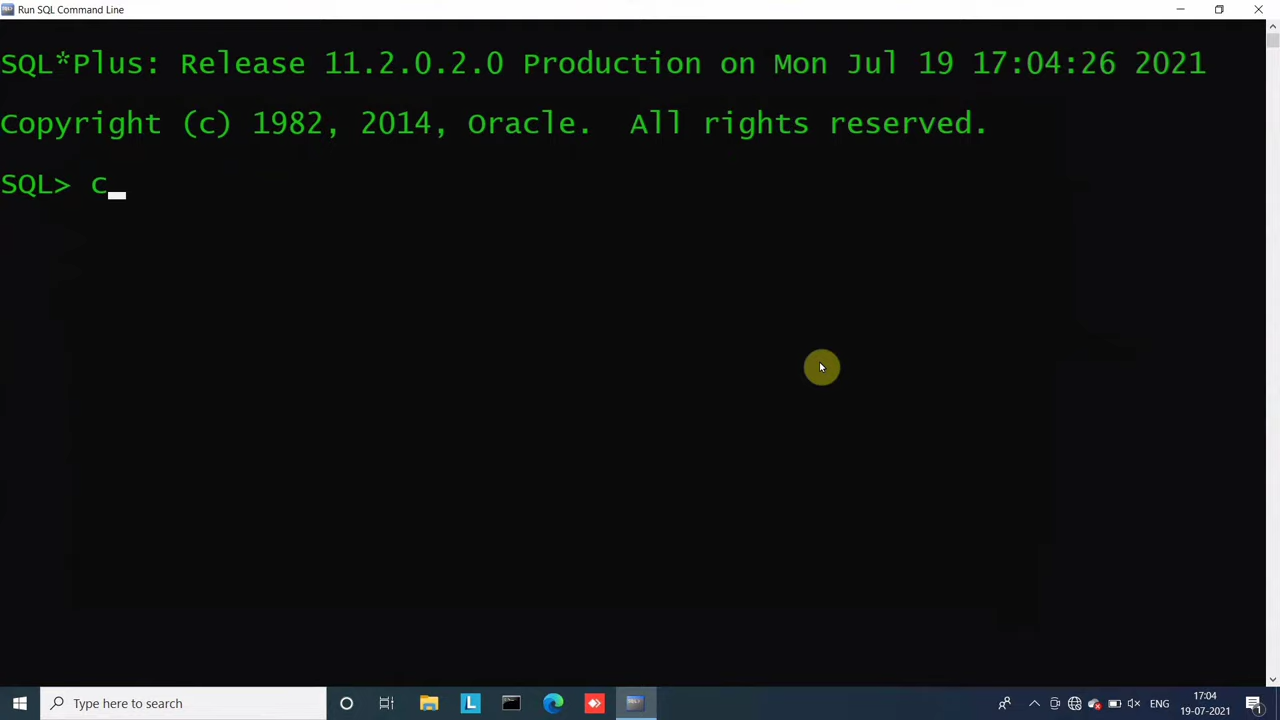 Run SQL Command Line
SQL*Plus: Release 11.2.0.2.0 Production on Mon Jul 19 17:04:26 2021
Copyright (c) 1982, 2014, Oracle.  All rights reserved.
SQL> c_
Type here to search
L
ENG
17:04
19-07-2021
1